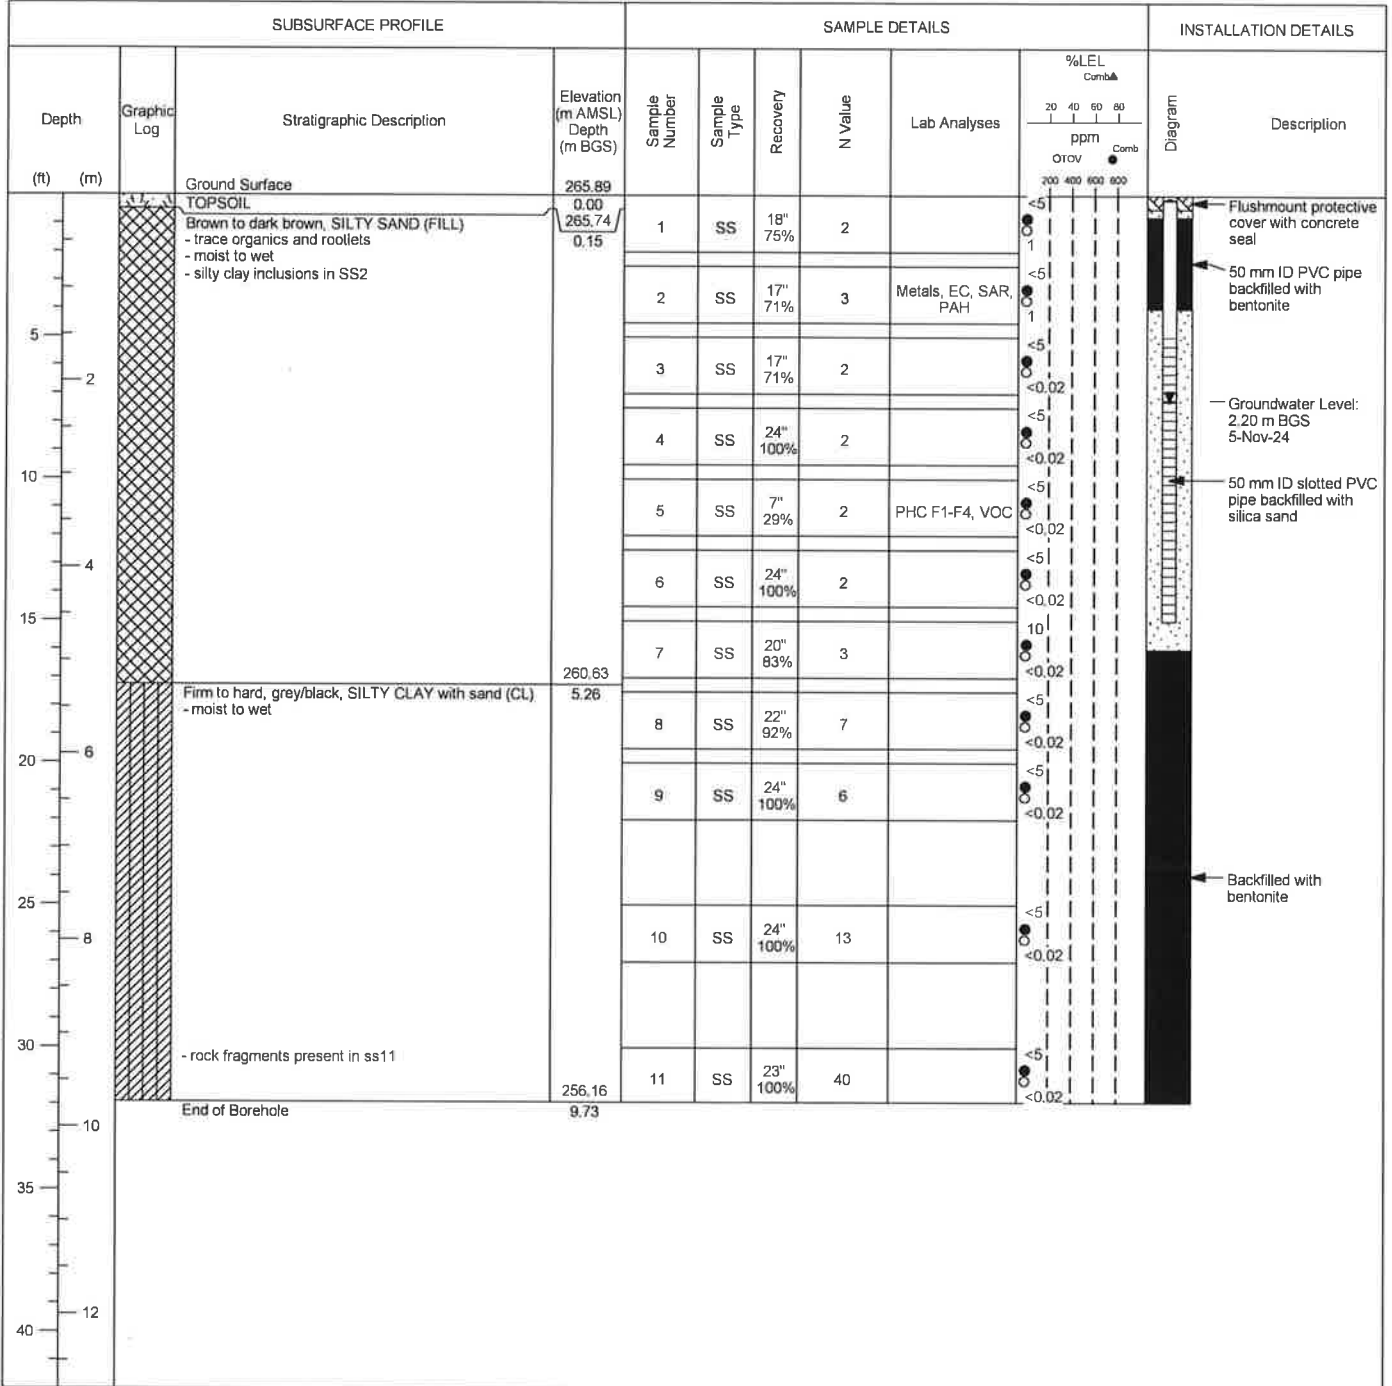 SUBSURFACE PROFILE
SAMPLE DETAILS
INSTALLATION DETAILS
Depth
(ft) (m)
Graphic
Log
Stratigraphic Description
Elevation
(m AMSL)
Depth
(m BGS)
Sample
Number
Sample
Type
Recovery
N Value
Lab Analyses
%LEL
Comb▲
20 40 60 80
ppm
OTOV Comb ●
200 400 600 800
Diagram
Description
Ground Surface 265.89
TOPSOIL 0.00
Brown to dark brown, SILTY SAND (FILL) 265.74
- trace organics and rootlets 0.15
- moist to wet
- silty clay inclusions in SS2
260.63
Firm to hard, grey/black, SILTY CLAY with sand (CL) 5.26
- moist to wet
- rock fragments present in ss11
256.16
End of Borehole 9.73
5
2
10
4
15
20
6
25
8
30
10
35
12
40
1 SS 18" 75% 2 <5 1
2 SS 17" 71% 3 Metals, EC, SAR, PAH <5 1
3 SS 17" 71% 2 <5 <0.02
4 SS 24" 100% 2 <5 <0.02
5 SS 7" 29% 2 PHC F1-F4, VOC <5 <0.02
6 SS 24" 100% 2 <5 <0.02
7 SS 20" 83% 3 10 <0.02
8 SS 22" 92% 7 <5 <0.02
9 SS 24" 100% 6 <5 <0.02
10 SS 24" 100% 13 <5 <0.02
11 SS 23" 100% 40 <5 <0.02
Flushmount protective
cover with concrete
seal
50 mm ID PVC pipe
backfilled with
bentonite
Groundwater Level:
2.20 m BGS
5-Nov-24
50 mm ID slotted PVC
pipe backfilled with
silica sand
Backfilled with
bentonite